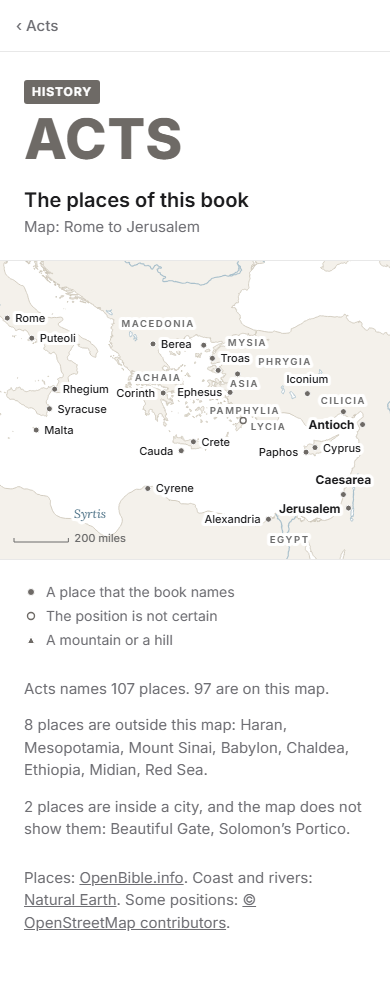 ‹ Acts
HISTORY
ACTS
The places of this book
Map: Rome to Jerusalem
Rome
MACEDONIA
Puteoli
Berea
MYSIA
Troas
PHRYGIA
ACHAIA
Iconium
Rhegium
Corinth
Ephesus
ASIA
CILICIA
Syracuse
PAMPHYLIA
Malta
LYCIA
Antioch
Crete
Cauda
Paphos
Cyprus
Caesarea
Cyrene
Syrtis
Alexandria
Jerusalem
200 miles
EGYPT
A place that the book names
The position is not certain
A mountain or a hill
Acts names 107 places. 97 are on this map.
8 places are outside this map: Haran,
Mesopotamia, Mount Sinai, Babylon, Chaldea,
Ethiopia, Midian, Red Sea.
2 places are inside a city, and the map does not
show them: Beautiful Gate, Solomon’s Portico.
Places: OpenBible.info. Coast and rivers:
Natural Earth. Some positions: ©
OpenStreetMap contributors.